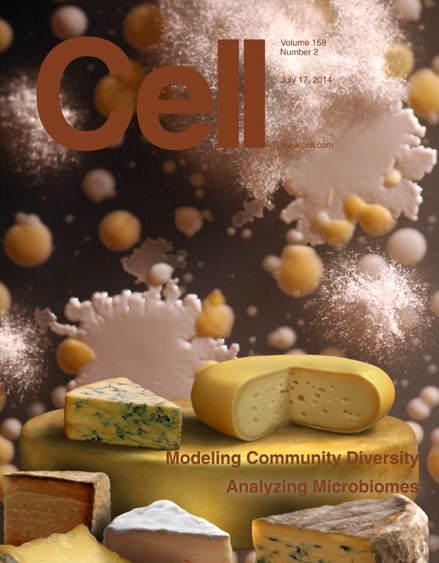 Cell
Volume 158
Number 2
July 17, 2014
www.cell.com
Modeling Community Diversity
Analyzing Microbiomes